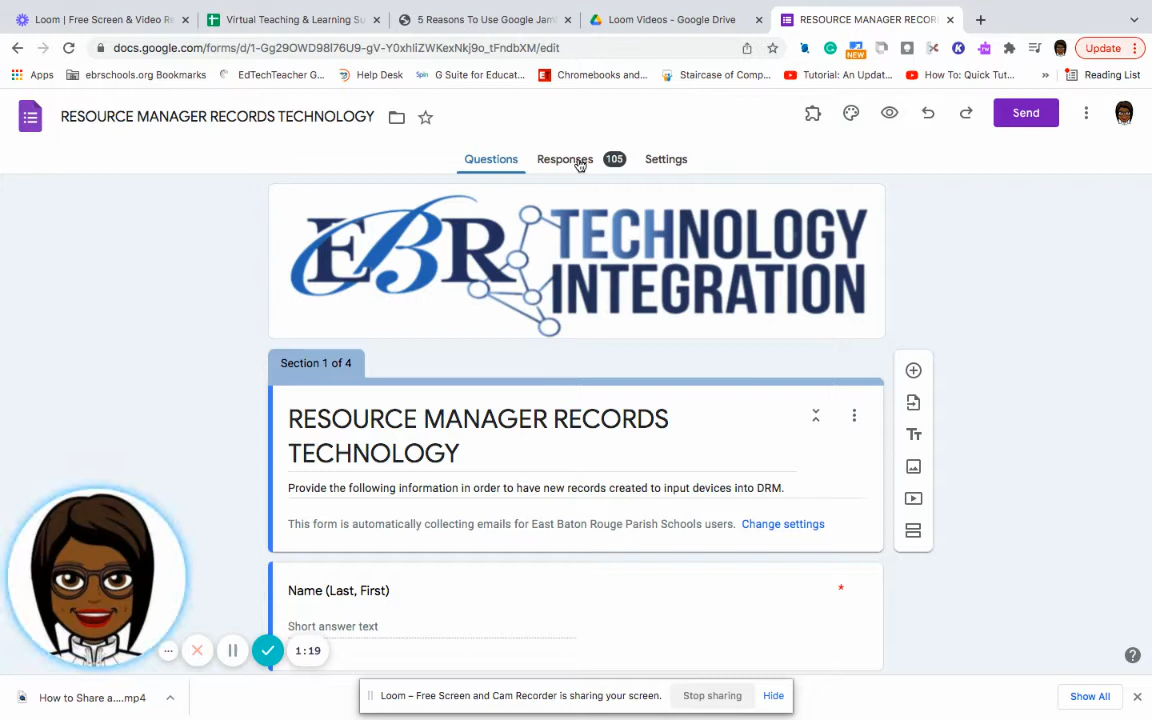 Loom | Free Screen & Video Re
Virtual Teaching & Learning Su
5 Reasons To Use Google Jam
Loom Videos - Google Drive
RESOURCE MANAGER RECOR
docs.google.com/forms/d/1-Gg29OWD98l76U9-gV-Y0xhliZWKexNkj9o_tFndbXM/edit
NEW
Update
Apps
ebrschools.org Bookmarks
EdTechTeacher G...
Help Desk
Spin
G Suite for Educat...
ET
Chromebooks and...
Staircase of Comp...
Tutorial: An Updat...
How To: Quick Tut...
Reading List
RESOURCE MANAGER RECORDS TECHNOLOGY
Send
Questions
Responses 105
Settings
EBR TECHNOLOGY
INTEGRATION
Section 1 of 4
RESOURCE MANAGER RECORDS
TECHNOLOGY
Provide the following information in order to have new records created to input devices into DRM.
This form is automatically collecting emails for East Baton Rouge Parish Schools users. Change settings
Name (Last, First) *
Short answer text
1:19
How to Share a....mp4
Loom – Free Screen and Cam Recorder is sharing your screen.
Stop sharing
Hide
Show All